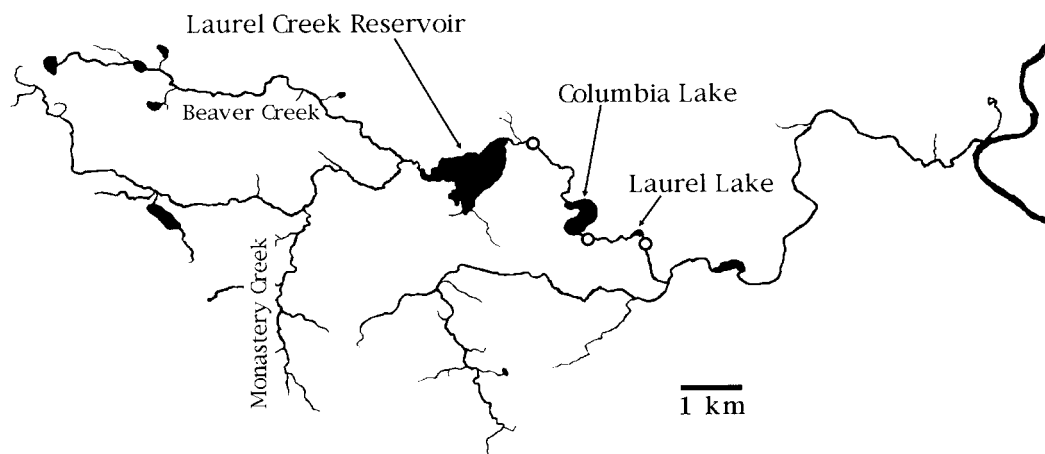 Laurel Creek Reservoir
Columbia Lake
Beaver Creek
Laurel Lake
Monastery Creek
1 km